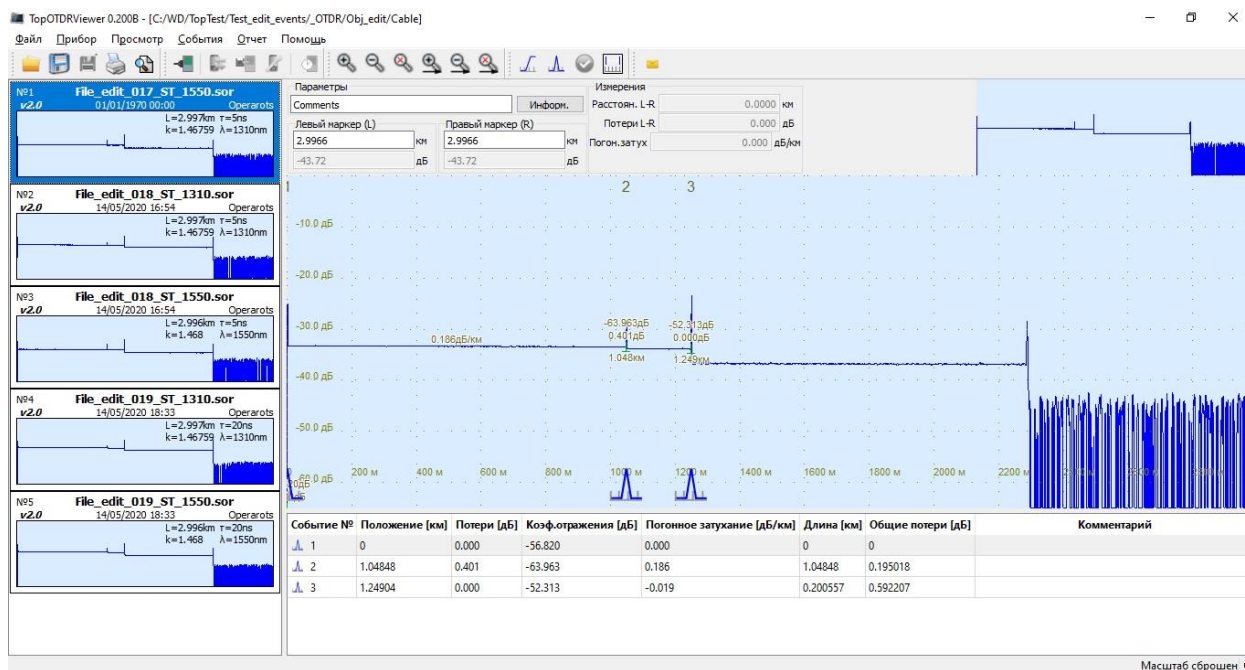 TopOTDRViewer 0.200B - [C:/WD/TopTest/Test_edit_events/_OTDR/Obj_edit/Cable]
Файл Прибор Просмотр События Отчет Помощь
№1 File_edit_017_ST_1550.sor
v2.0 01/01/1970 00:00 Operarots
L=2.997km τ=5ns
k=1.46759 λ=1310nm
№2 File_edit_018_ST_1310.sor
v2.0 14/05/2020 16:54 Operarots
L=2.997km τ=5ns
k=1.46759 λ=1310nm
№3 File_edit_018_ST_1550.sor
v2.0 14/05/2020 16:54 Operarots
L=2.996km τ=5ns
k=1.468 λ=1550nm
№4 File_edit_019_ST_1310.sor
v2.0 14/05/2020 18:33 Operarots
L=2.997km τ=20ns
k=1.46759 λ=1310nm
№5 File_edit_019_ST_1550.sor
v2.0 14/05/2020 18:33 Operarots
L=2.996km τ=20ns
k=1.468 λ=1550nm
Параметры
Comments Информ.
Левый маркер (L) Правый маркер (R)
2.9966 км 2.9966 км
-43.72 дБ -43.72 дБ
Измерения
Расстоян. L-R 0.0000 км
Потери L-R 0.000 дБ
Погон.затух 0.000 дБ/км
1 2 3
-10.0 дБ
-20.0 дБ
-30.0 дБ
-40.0 дБ
-50.0 дБ
0.186дБ/км
-63.963дБ
0.401дБ
1.048км
-52.313дБ
0.000дБ
1.249км
200 м 400 м 600 м 800 м 1000 м 1200 м 1400 м 1600 м 1800 м 2000 м 2200 м
Событие № Положение [км] Потери [дБ] Коэф.отражения [дБ] Погонное затухание [дБ/км] Длина [км] Общие потери [дБ] Комментарий
1 0 0.000 -56.820 0.000 0 0
2 1.04848 0.401 -63.963 0.186 1.04848 0.195018
3 1.24904 0.000 -52.313 -0.019 0.200557 0.592207
Масштаб сброшен